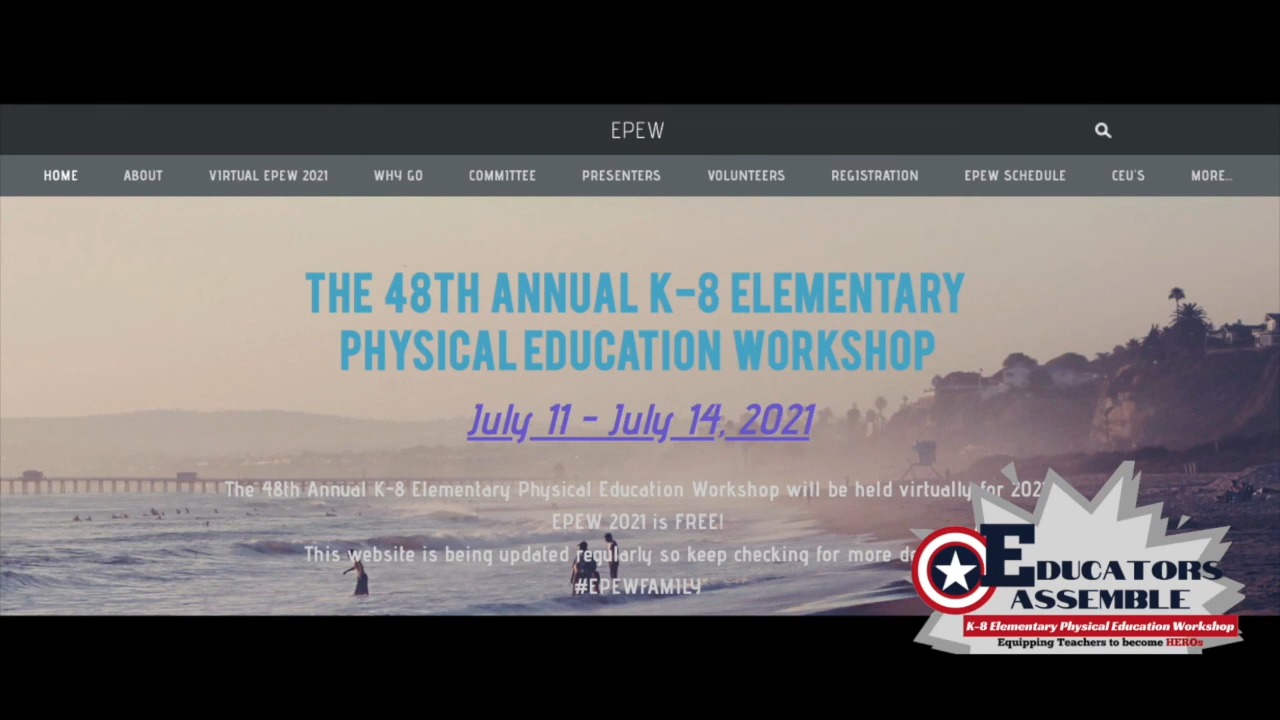 EPEW
HOME ABOUT VIRTUAL EPEW 2021 WHY GO COMMITTEE PRESENTERS VOLUNTEERS REGISTRATION EPEW SCHEDULE CEU'S MORE...
THE 48TH ANNUAL K-8 ELEMENTARY
PHYSICAL EDUCATION WORKSHOP
July 11 - July 14, 2021
The 48th Annual K-8 Elementary Physical Education Workshop will be held virtually for
EPEW 2021 is FREE!
This website is being updated regularly so keep checking for more
#EPEWFAMILY
EDUCATORS
ASSEMBLE
K-8 Elementary Physical Education Workshop
Equipping Teachers to become HEROs